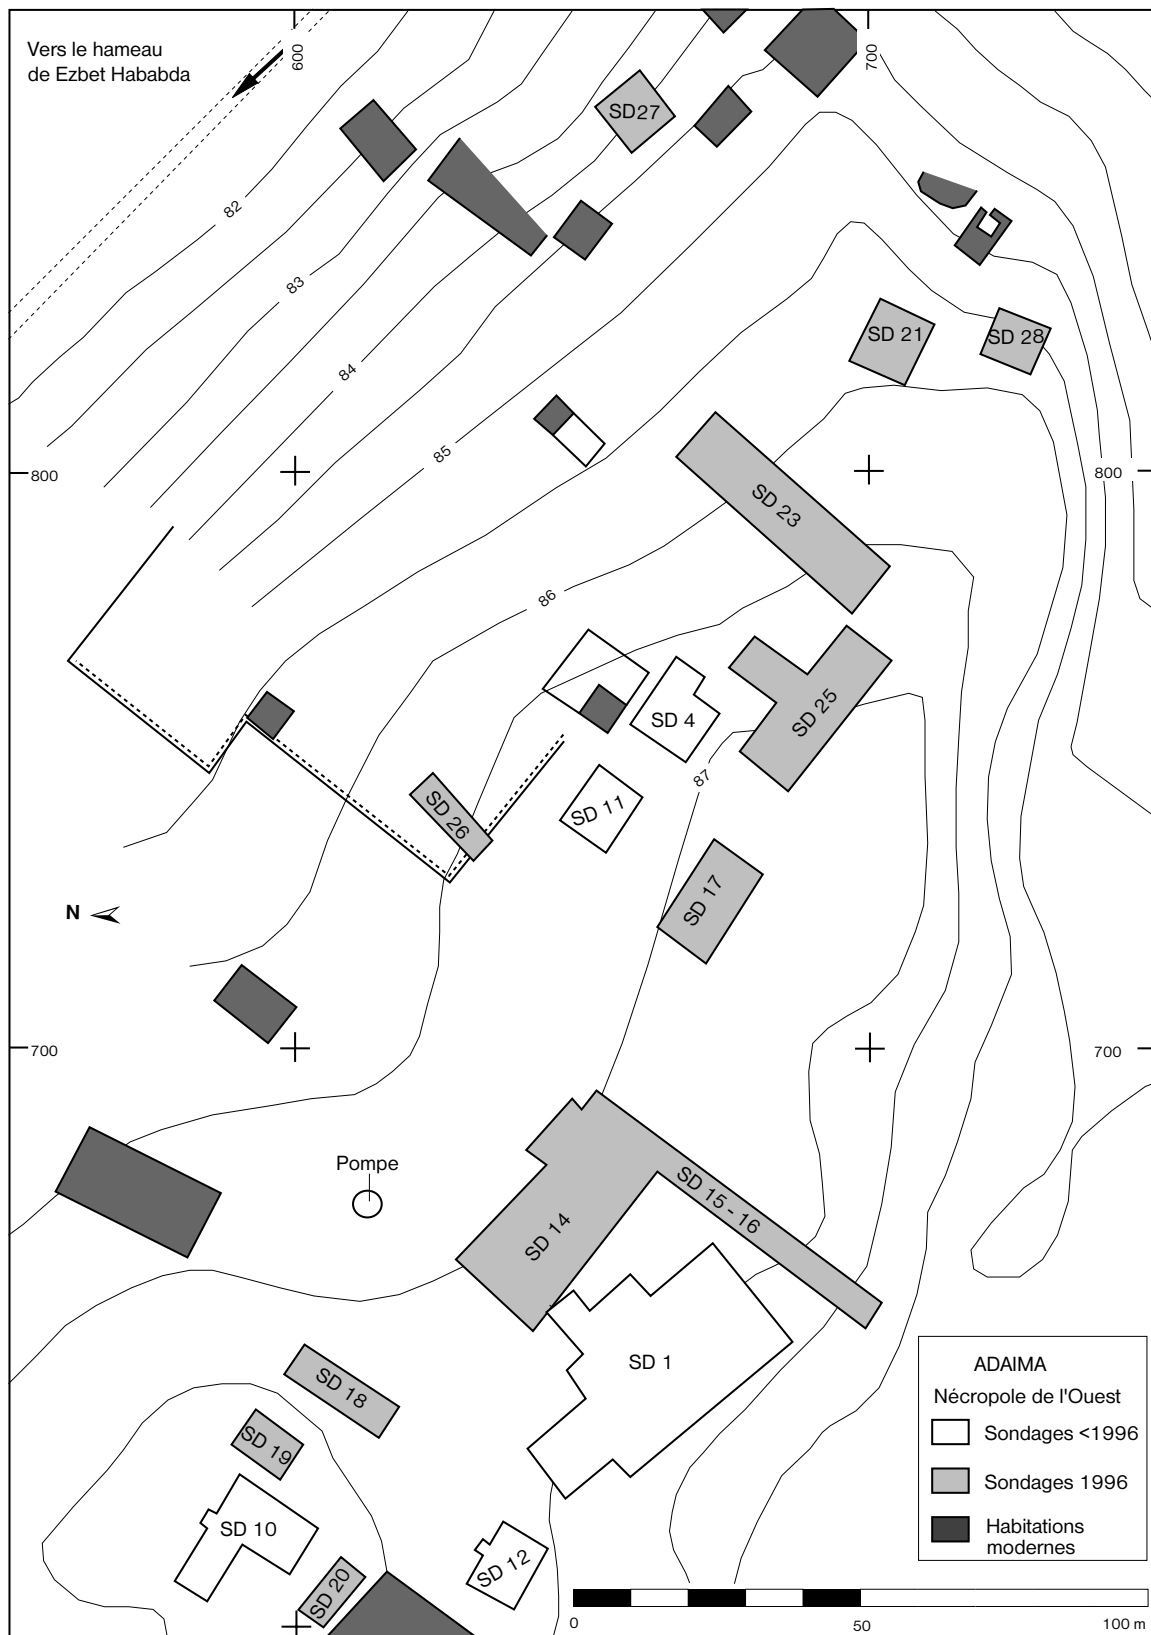 Vers le hameau
de Ezbet Hababda
600
700
SD27
82
83
SD 21
SD 28
84
85
800
800
SD 23
86
SD 25
SD 4
87
SD 11
SD 26
SD 17
N
700
700
Pompe
SD 15 - 16
SD 14
SD 1
SD 18
SD 19
SD 10
SD 12
SD 20
ADAIMA
Nécropole de l'Ouest
Sondages <1996
Sondages 1996
Habitations
modernes
0
50
100 m